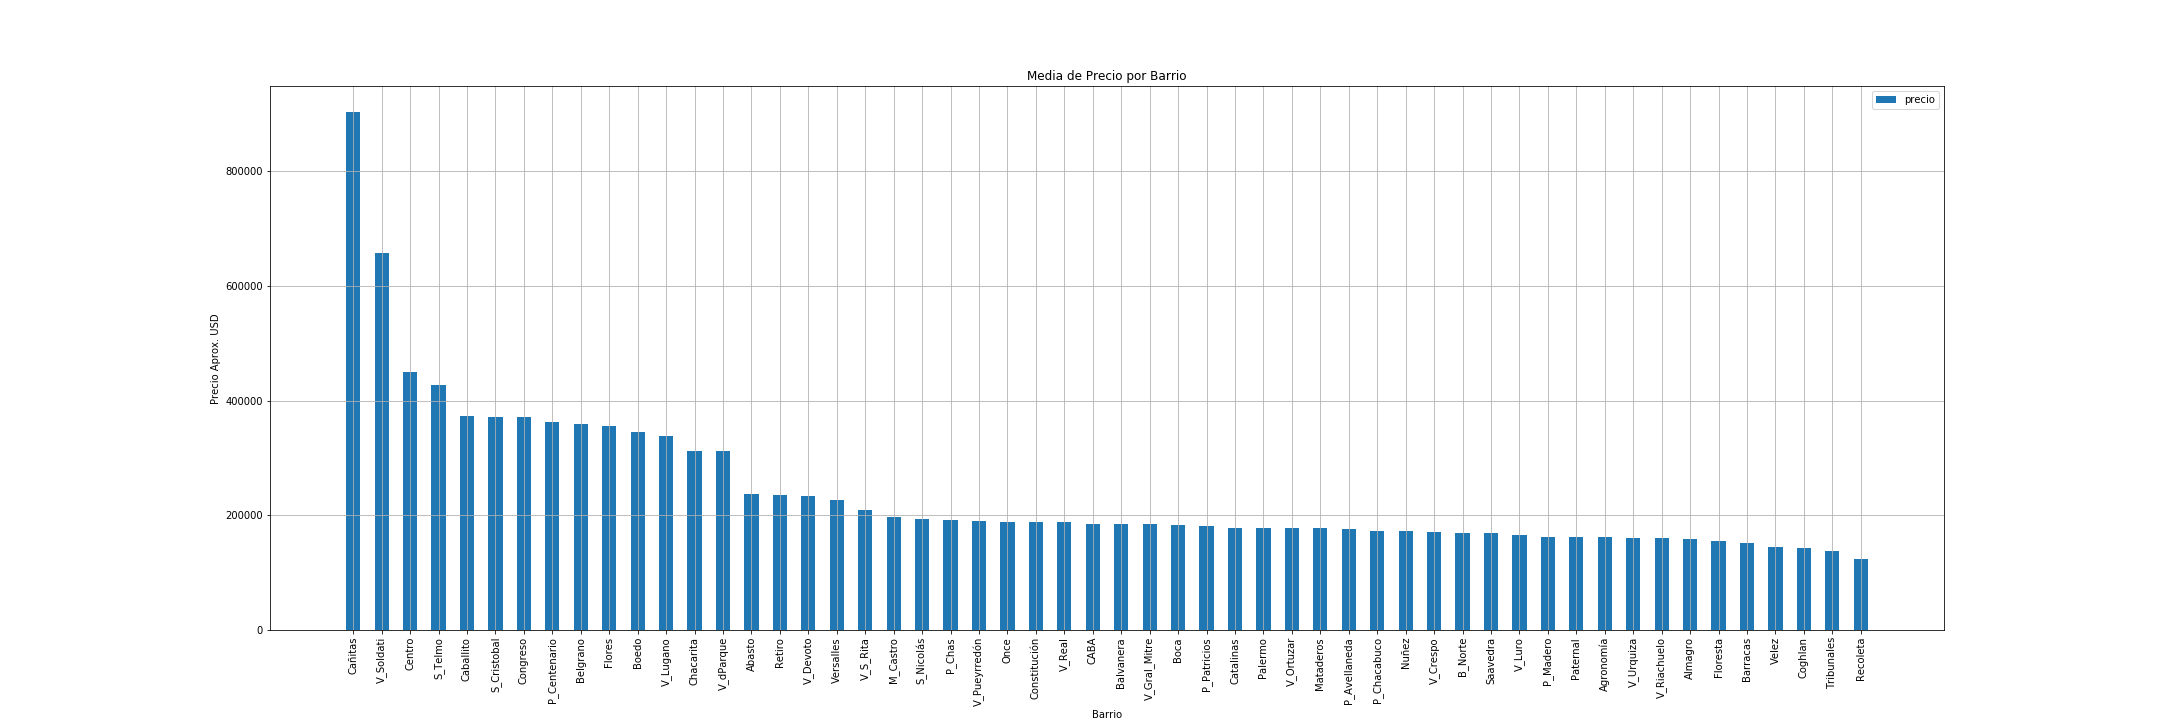 Media de Precio por Barrio
precio
800000
600000
400000
200000
0
Precio Aprox. USD
Cañitas
V_Soldati
Centro
S_Telmo
Caballito
S_Cristobal
Congreso
P_Centenario
Belgrano
Flores
Boedo
V_Lugano
Chacarita
V_dParque
Abasto
Retiro
V_Devoto
Versalles
V_S_Rita
M_Castro
S_Nicolás
P_Chas
V_Pueyrredón
Once
Constitución
V_Real
CABA
Balvanera
V_Gral_Mitre
Boca
P_Patricios
Catalinas
Palermo
V_Ortuzar
Mataderos
P_Avellaneda
P_Chacabuco
Nuñez
V_Crespo
B_Norte
Saavedra
V_Luro
P_Madero
Paternal
Agronomía
V_Urquiza
V_Riachuelo
Almagro
Floresta
Barracas
Velez
Coghlan
Tribunales
Recoleta
Barrio